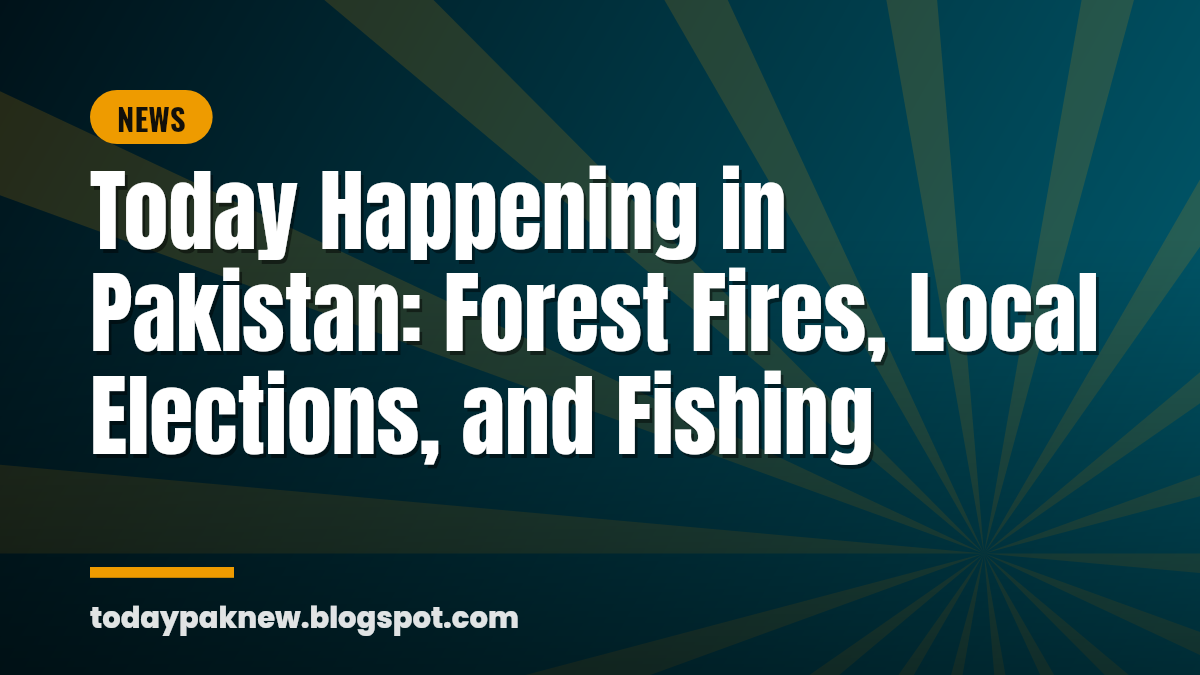 NEWS
Today Happening in
Pakistan: Forest Fires, Local
Elections, and Fishing
todaypaknew.blogspot.com